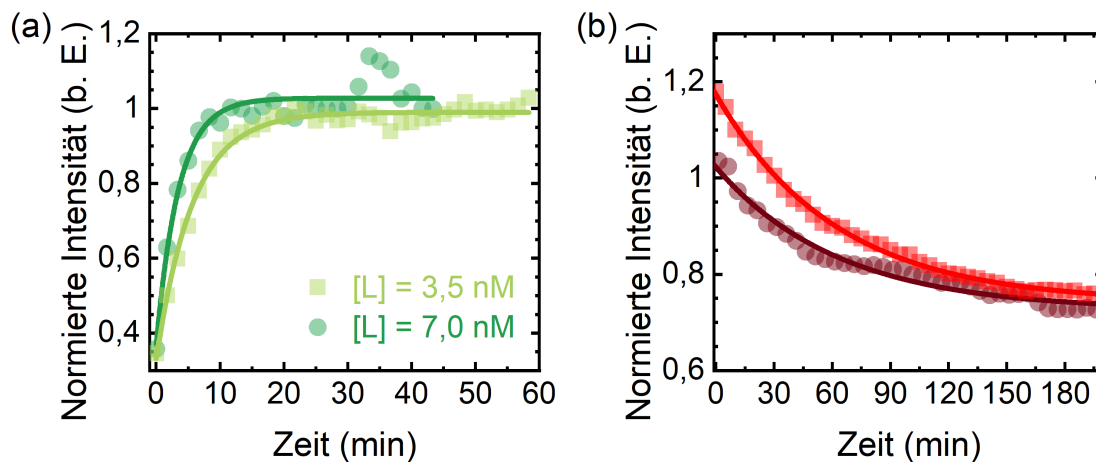 (a)
Normierte Intensität (b. E.)
1,2
1
0,8
0,6
0,4
[L] = 3,5 nM
[L] = 7,0 nM
0 10 20 30 40 50 60
Zeit (min)
(b)
Normierte Intensität (b. E.)
1,2
1
0,8
0,6
0 30 60 90 120 150 180
Zeit (min)